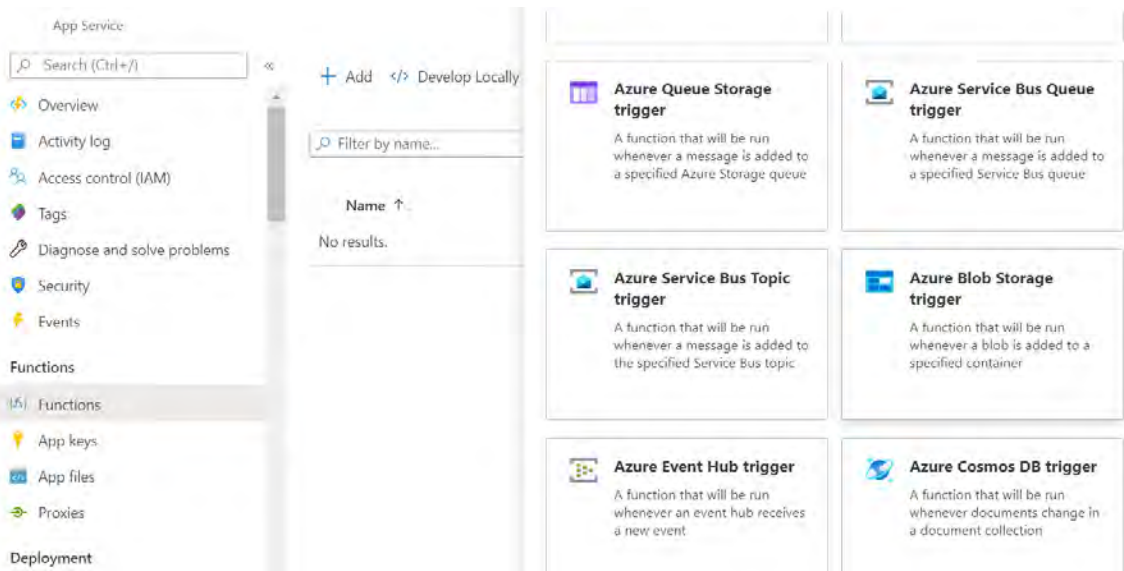 App Service
Search (Ctrl+/)
«
Overview
Activity log
Access control (IAM)
Tags
Diagnose and solve problems
Security
Events
Functions
Functions
App keys
App files
Proxies
Deployment
+ Add </> Develop Locally
Filter by name...
Name ↑
No results.
Azure Queue Storage
trigger
A function that will be run
whenever a message is added to
a specified Azure Storage queue
Azure Service Bus Queue
trigger
A function that will be run
whenever a message is added to
a specified Service Bus queue
Azure Service Bus Topic
trigger
A function that will be run
whenever a message is added to
the specified Service Bus topic
Azure Blob Storage
trigger
A function that will be run
whenever a blob is added to a
specified container
Azure Event Hub trigger
A function that will be run
whenever an event hub receives
a new event
Azure Cosmos DB trigger
A function that will be run
whenever documents change in
a document collection